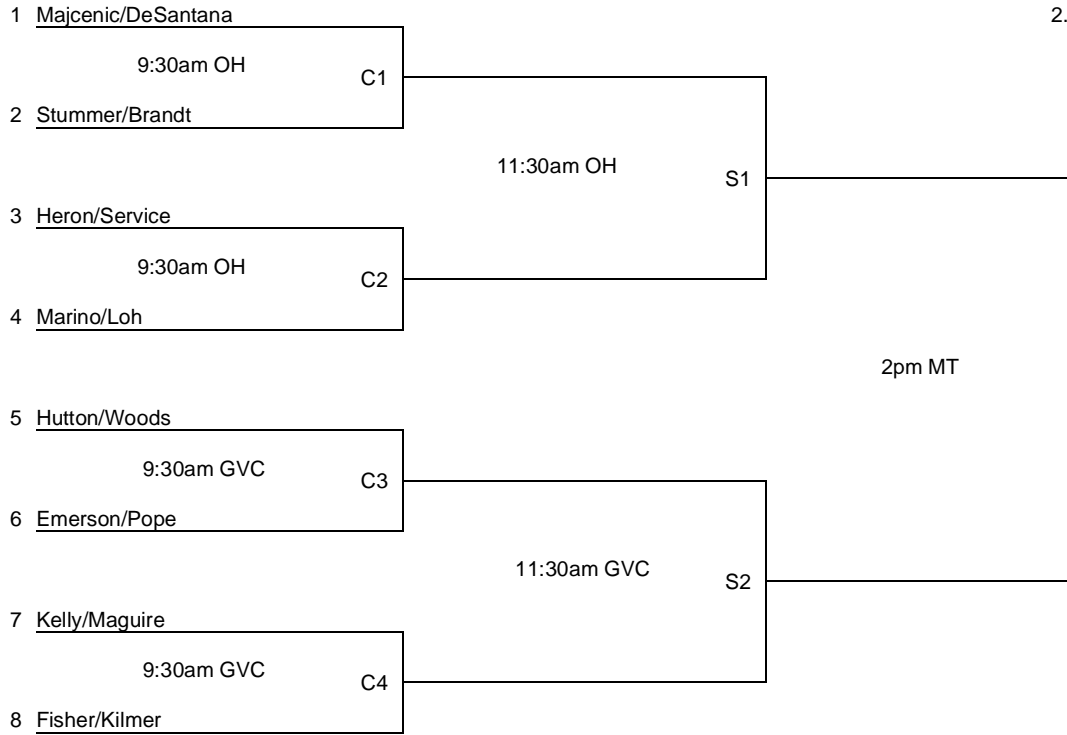 1 Majcenic/DeSantana
2.
9:30am OH
C1
2 Stummer/Brandt
11:30am OH
S1
3 Heron/Service
9:30am OH
C2
4 Marino/Loh
2pm MT
5 Hutton/Woods
9:30am GVC
C3
6 Emerson/Pope
11:30am GVC
S2
7 Kelly/Maguire
9:30am GVC
C4
8 Fisher/Kilmer